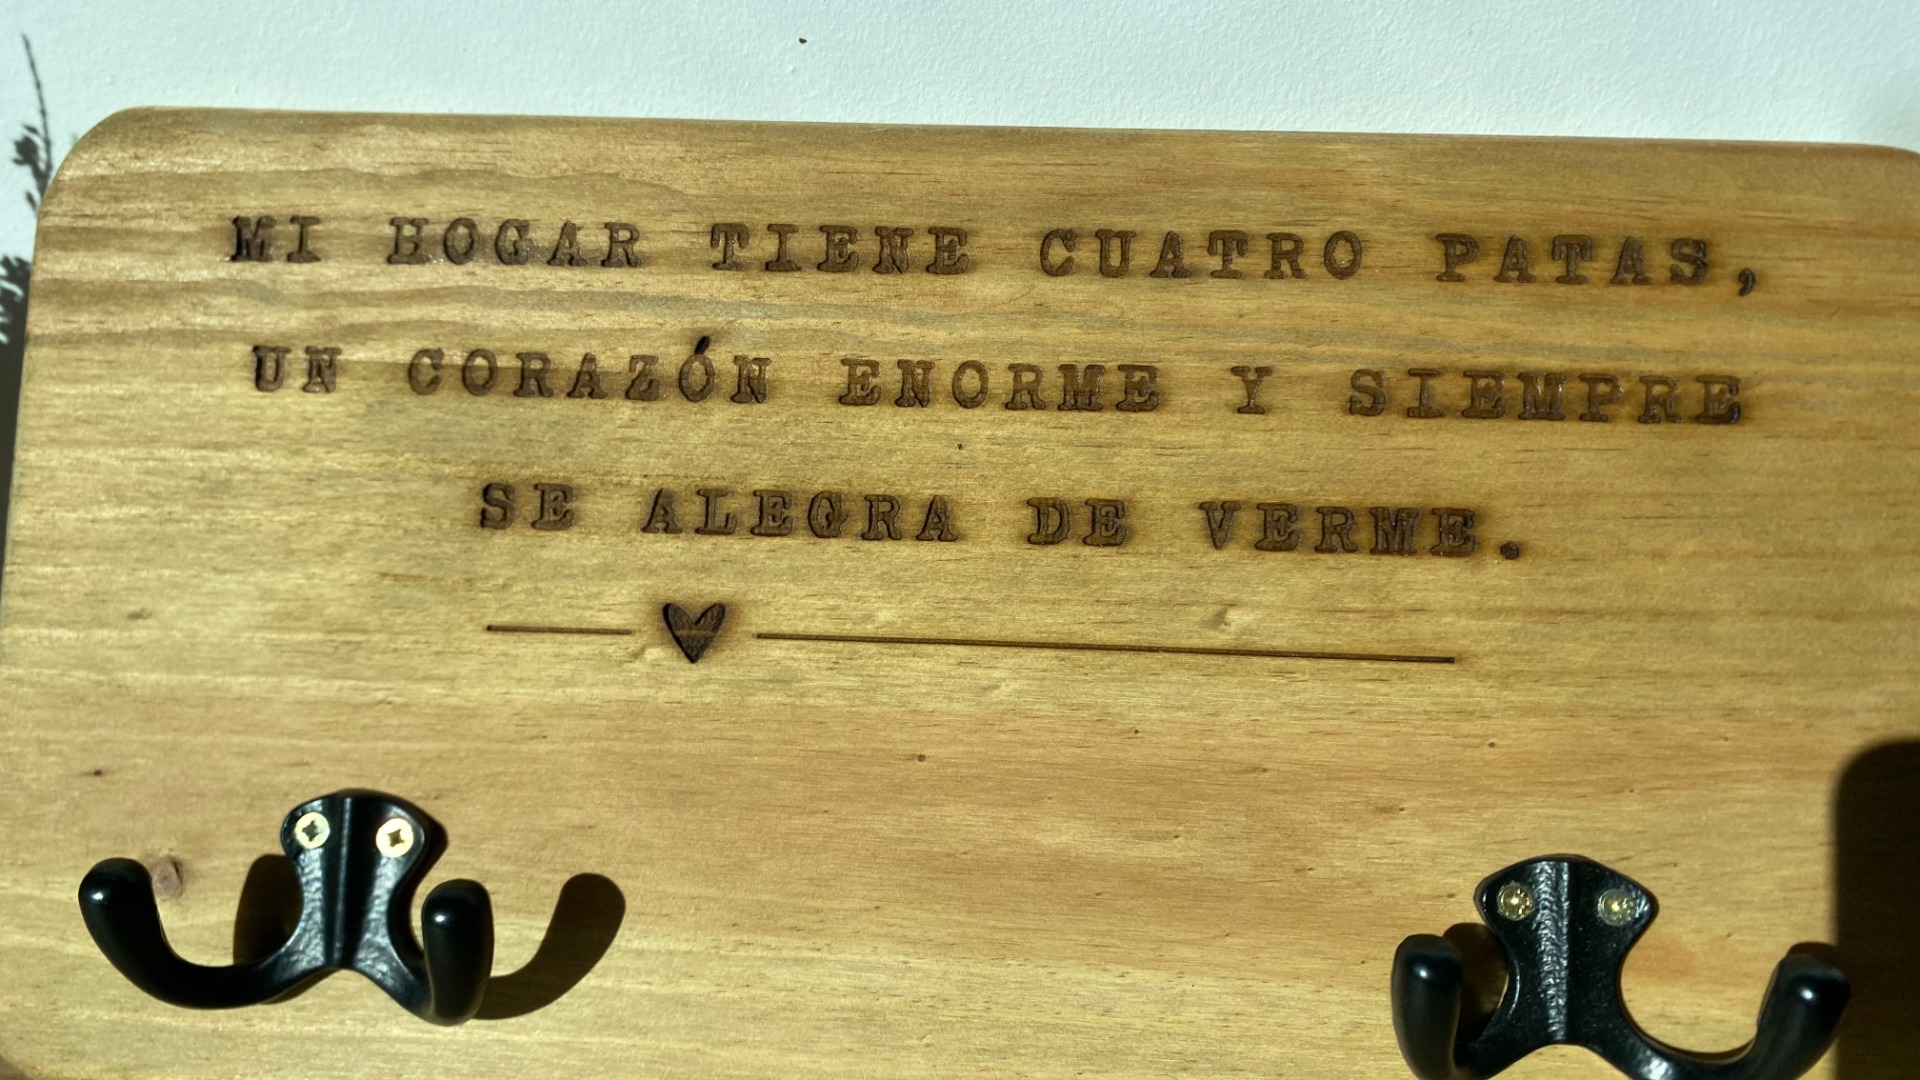 MI HOGAR TIENE CUATRO PATAS,
UN CORAZÓN ENORME Y SIEMPRE
SE ALEGRA DE VERME.